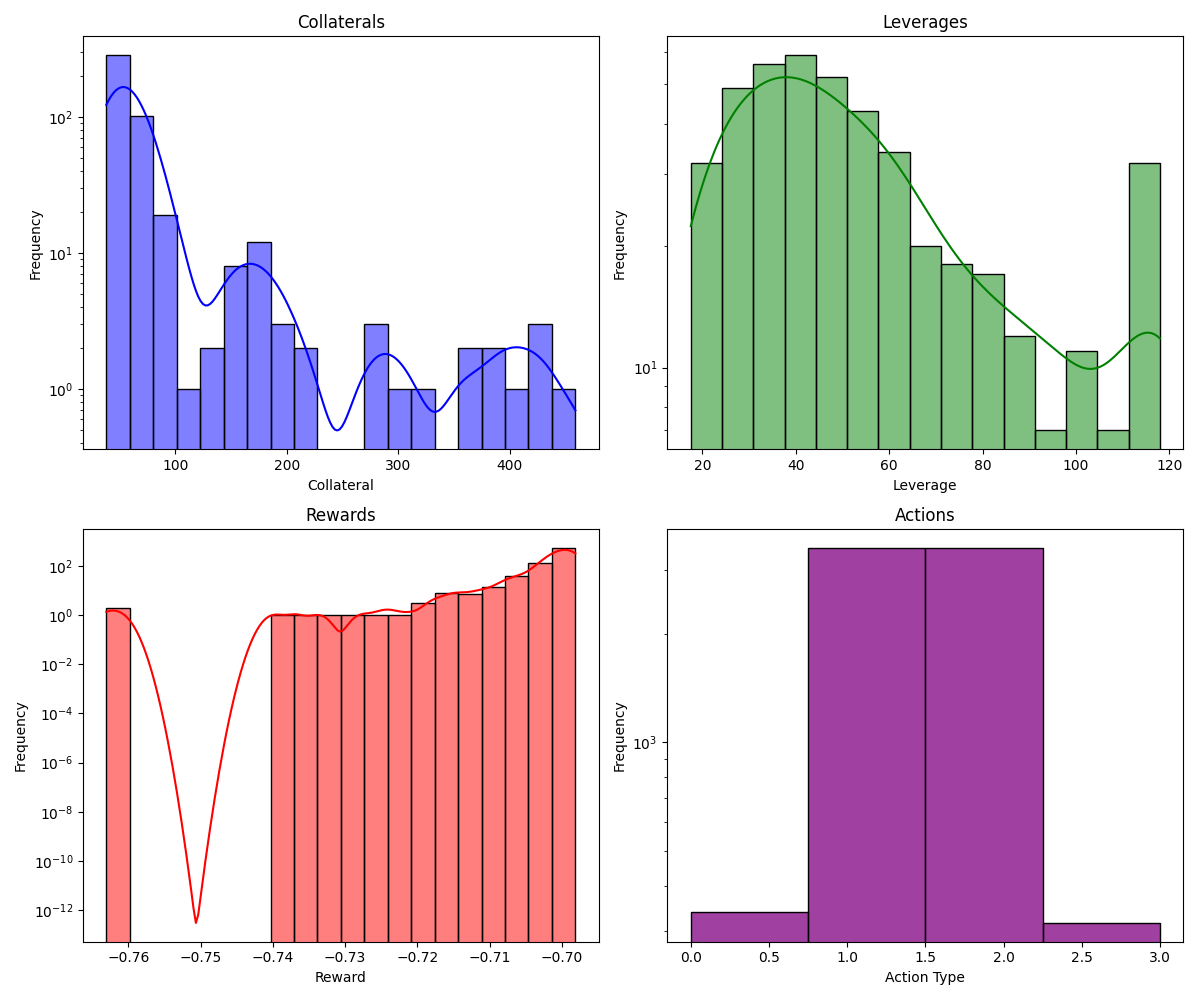 Collaterals
Frequency
10²
10¹
10⁰
100 200 300 400
Collateral
Leverages
Frequency
10¹
20 40 60 80 100 120
Leverage
Rewards
Frequency
10²
10⁰
10⁻²
10⁻⁴
10⁻⁶
10⁻⁸
10⁻¹⁰
10⁻¹²
−0.76 −0.75 −0.74 −0.73 −0.72 −0.71 −0.70
Reward
Actions
Frequency
10³
0.0 0.5 1.0 1.5 2.0 2.5 3.0
Action Type